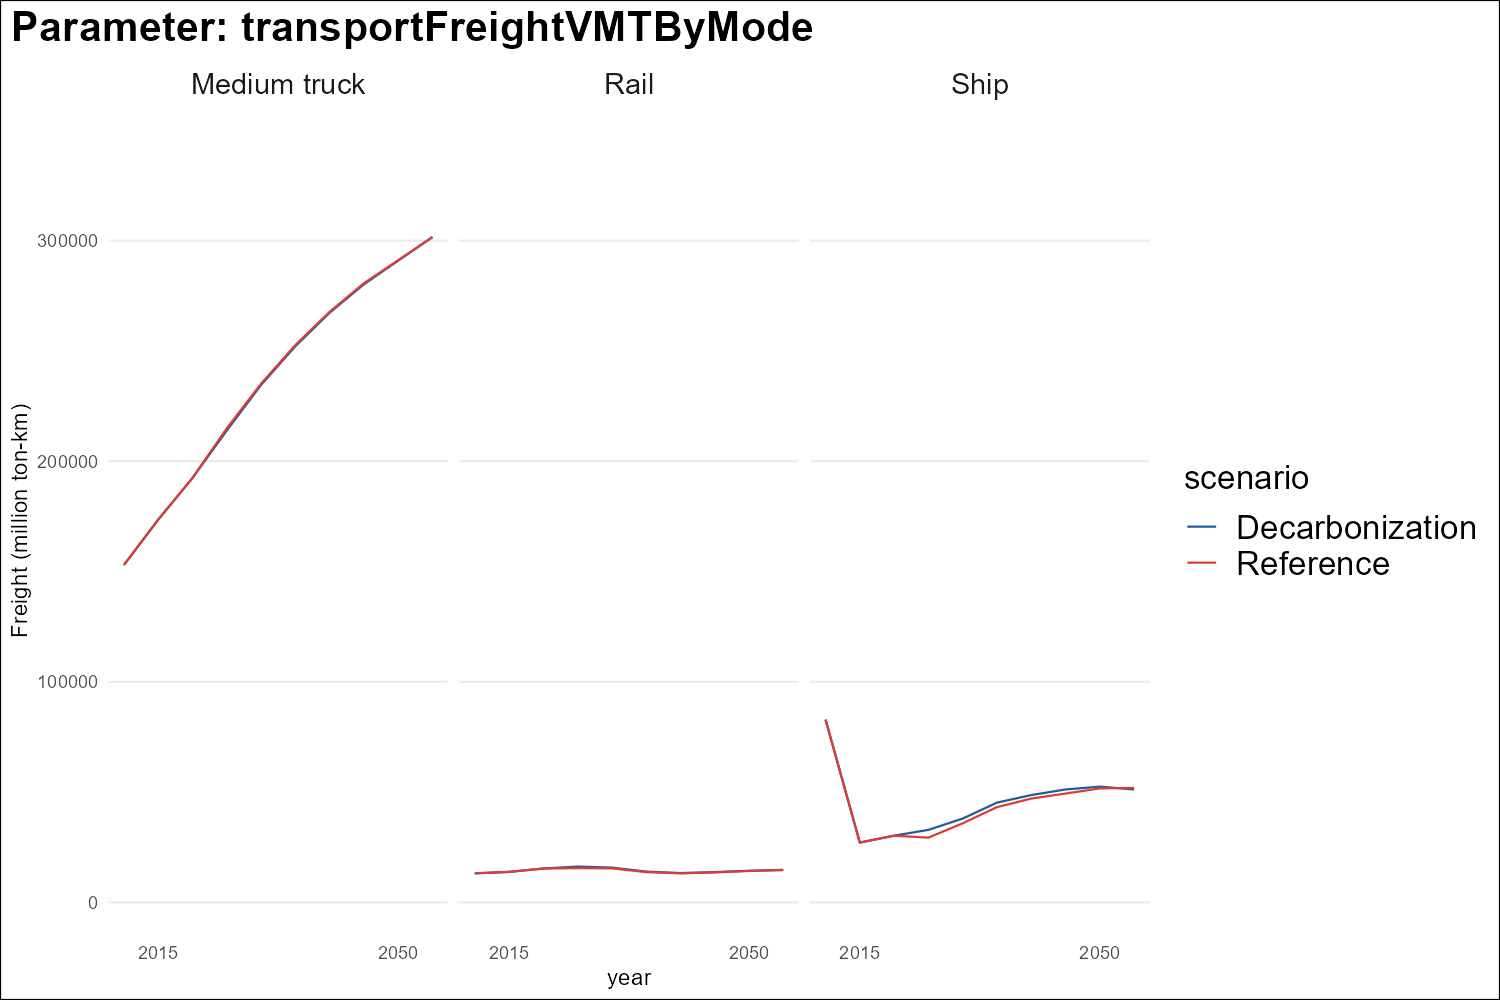 Parameter: transportFreightVMTByMode
Medium truck
Rail
Ship
Freight (million ton-km)
300000
200000
100000
0
2015
2050
2015
2050
2015
2050
year
scenario
Decarbonization
Reference